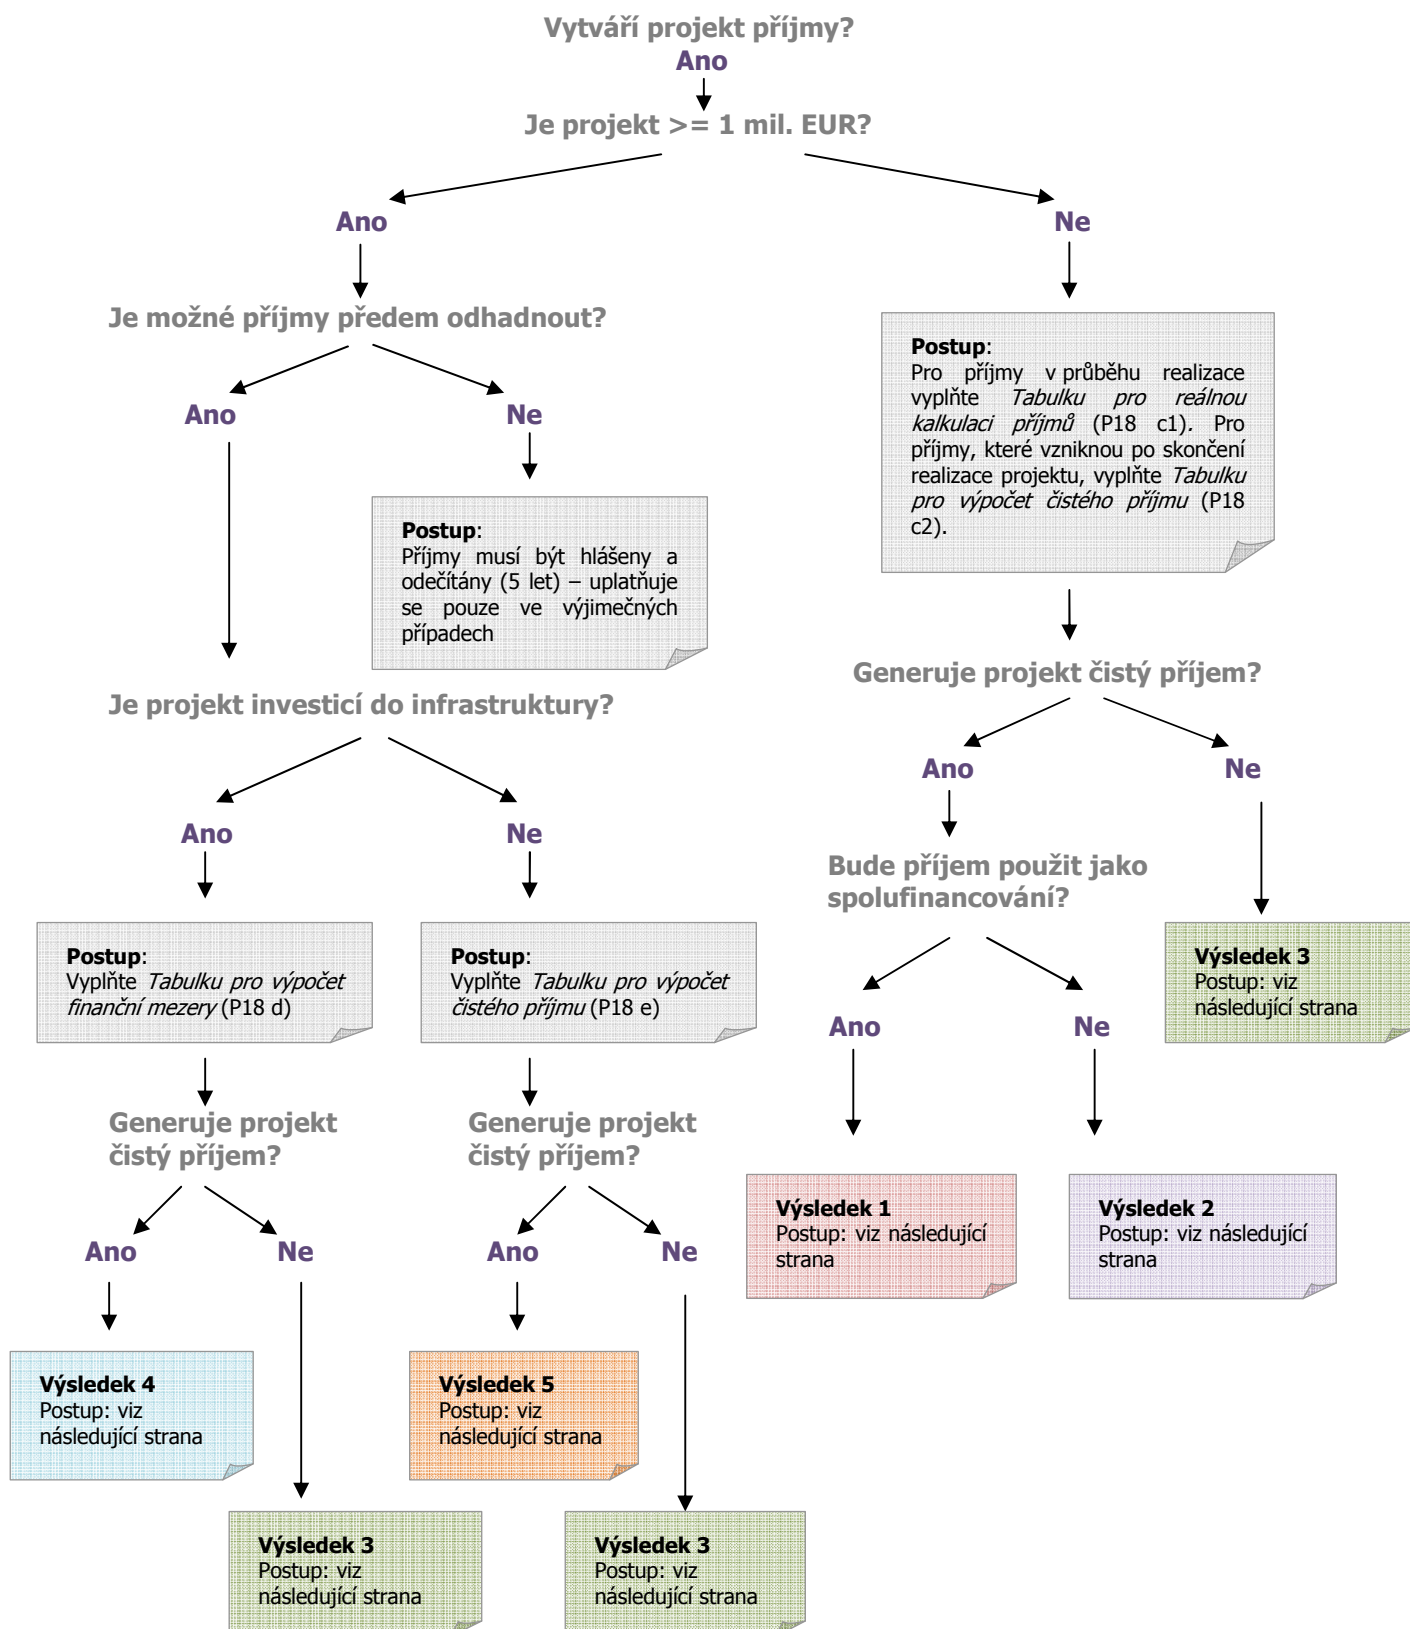 Vytváří projekt příjmy?
Ano
Je projekt >= 1 mil. EUR?
Ano
Ne
Je možné příjmy předem odhadnout?
Ano
Ne
Postup:
Příjmy musí být hlášeny a
odečítány (5 let) – uplatňuje
se pouze ve výjimečných
případech
Postup:
Pro příjmy v průběhu realizace
vyplňte Tabulku pro reálnou
kalkulaci příjmů (P18 c1). Pro
příjmy, které vzniknou po skončení
realizace projektu, vyplňte Tabulku
pro výpočet čistého příjmu (P18
c2).
Je projekt investicí do infrastruktury?
Ano
Ne
Generuje projekt čistý příjem?
Ano
Ne
Bude příjem použit jako
spolufinancování?
Postup:
Vyplňte Tabulku pro výpočet
finanční mezery (P18 d)
Postup:
Vyplňte Tabulku pro výpočet
čistého příjmu (P18 e)
Výsledek 3
Postup: viz
následující strana
Ano
Ne
Generuje projekt
čistý příjem?
Generuje projekt
čistý příjem?
Výsledek 1
Postup: viz následující
strana
Výsledek 2
Postup: viz následující
strana
Ano
Ne
Ano
Ne
Výsledek 4
Postup: viz
následující strana
Výsledek 5
Postup: viz
následující strana
Výsledek 3
Postup: viz
následující strana
Výsledek 3
Postup: viz
následující strana